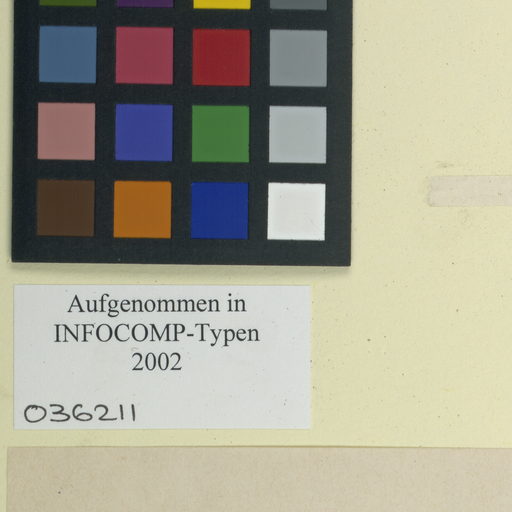 Aufgenommen in
INFOCOMP-Typen
2002
036211